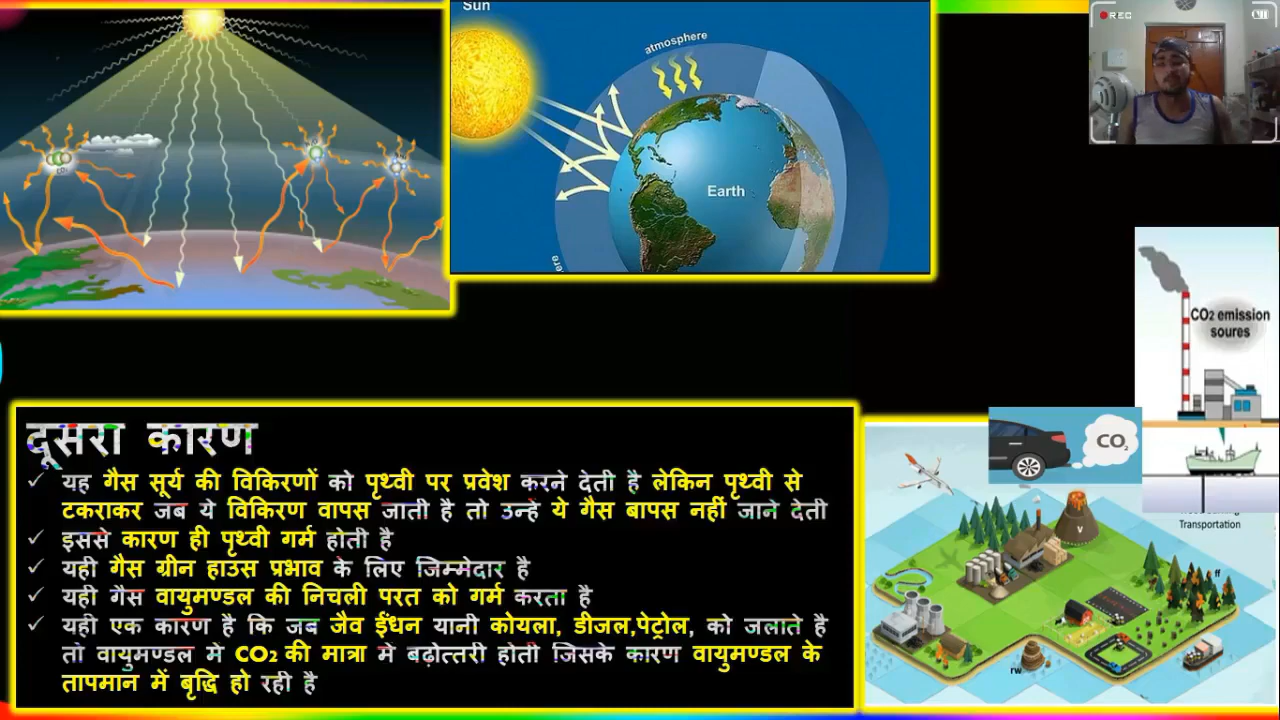 Sun
atmosphere
Earth
REC
CO2 emission
soures
CO₂
Transportation
दूसरा कारण
यह गैस सूर्य की विकिरणों को पृथ्वी पर प्रवेश करने देती है लेकिन पृथ्वी से
टकराकर जब ये विकिरण वापस जाती है तो उन्हें ये गैस बापस नहीं जाने देती
इससे कारण ही पृथ्वी गर्म होती है
यही गैस ग्रीन हाउस प्रभाव के लिए जिम्मेदार है
यही गैस वायुमण्डल की निचली परत को गर्म करता है
यही एक कारण है कि जब जैव ईंधन यानी कोयला, डीजल,पेट्रोल, को जलाते है
तो वायुमण्डल में CO₂ की मात्रा मे बढ़ोत्तरी होती जिसके कारण वायुमण्डल के
तापमान में बृद्धि हो रही है
V
ff
rw